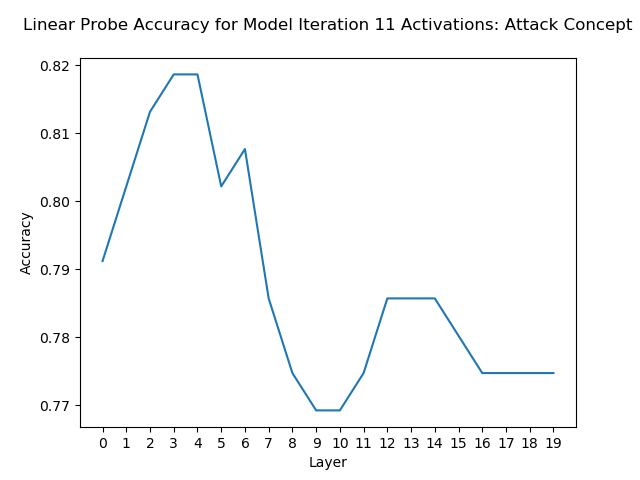 Linear Probe Accuracy for Model Iteration 11 Activations: Attack Concept
0.82
0.81
0.80
0.79
0.78
0.77
Accuracy
0 1 2 3 4 5 6 7 8 9 10 11 12 13 14 15 16 17 18 19
Layer